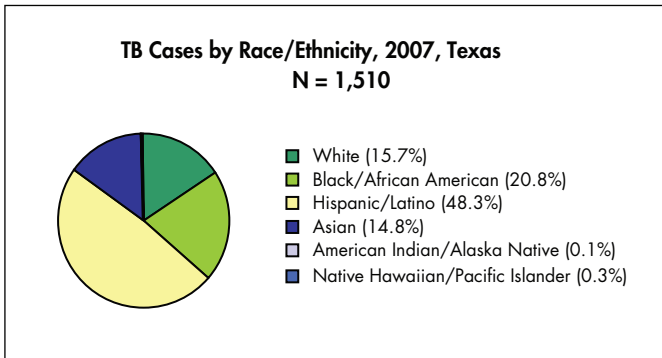 TB Cases by Race/Ethnicity, 2007, Texas
N = 1,510
White (15.7%)
Black/African American (20.8%)
Hispanic/Latino (48.3%)
Asian (14.8%)
American Indian/Alaska Native (0.1%)
Native Hawaiian/Pacific Islander (0.3%)